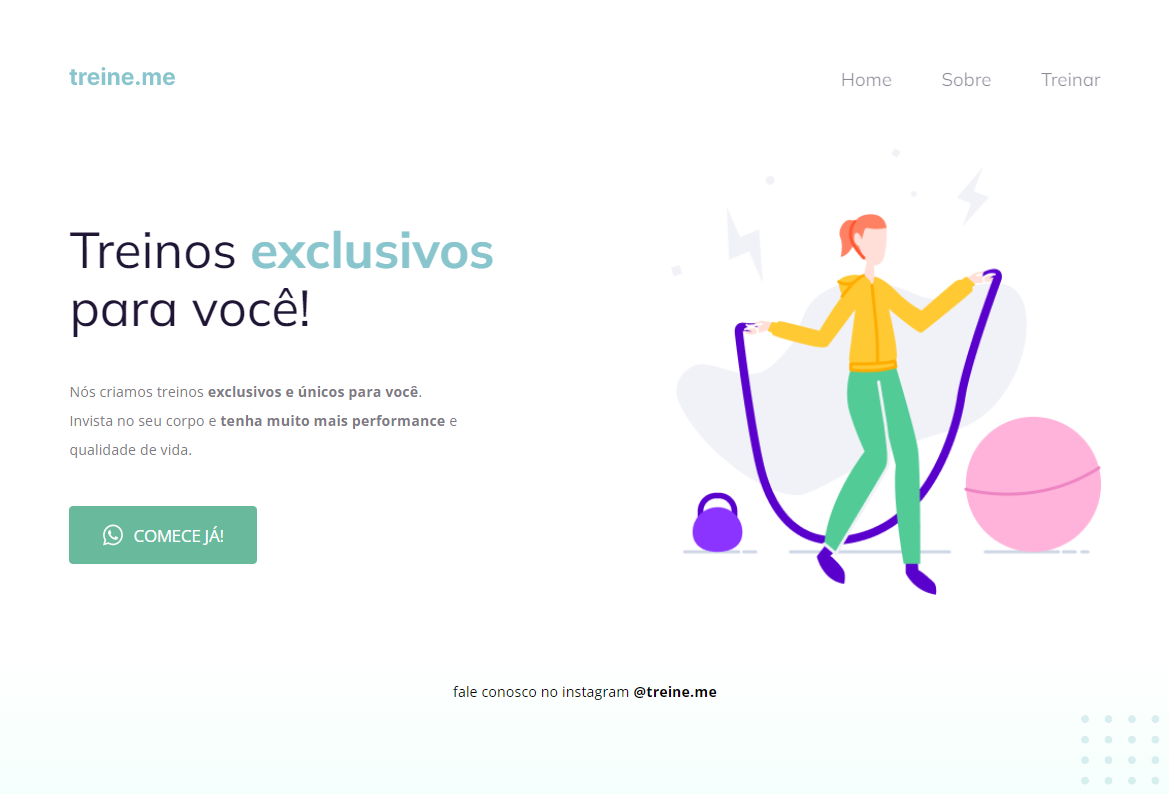 treine.me
Home Sobre Treinar
Treinos exclusivos
para você!
Nós criamos treinos exclusivos e únicos para você.
Invista no seu corpo e tenha muito mais performance e
qualidade de vida.
COMECE JÁ!
fale conosco no instagram @treine.me